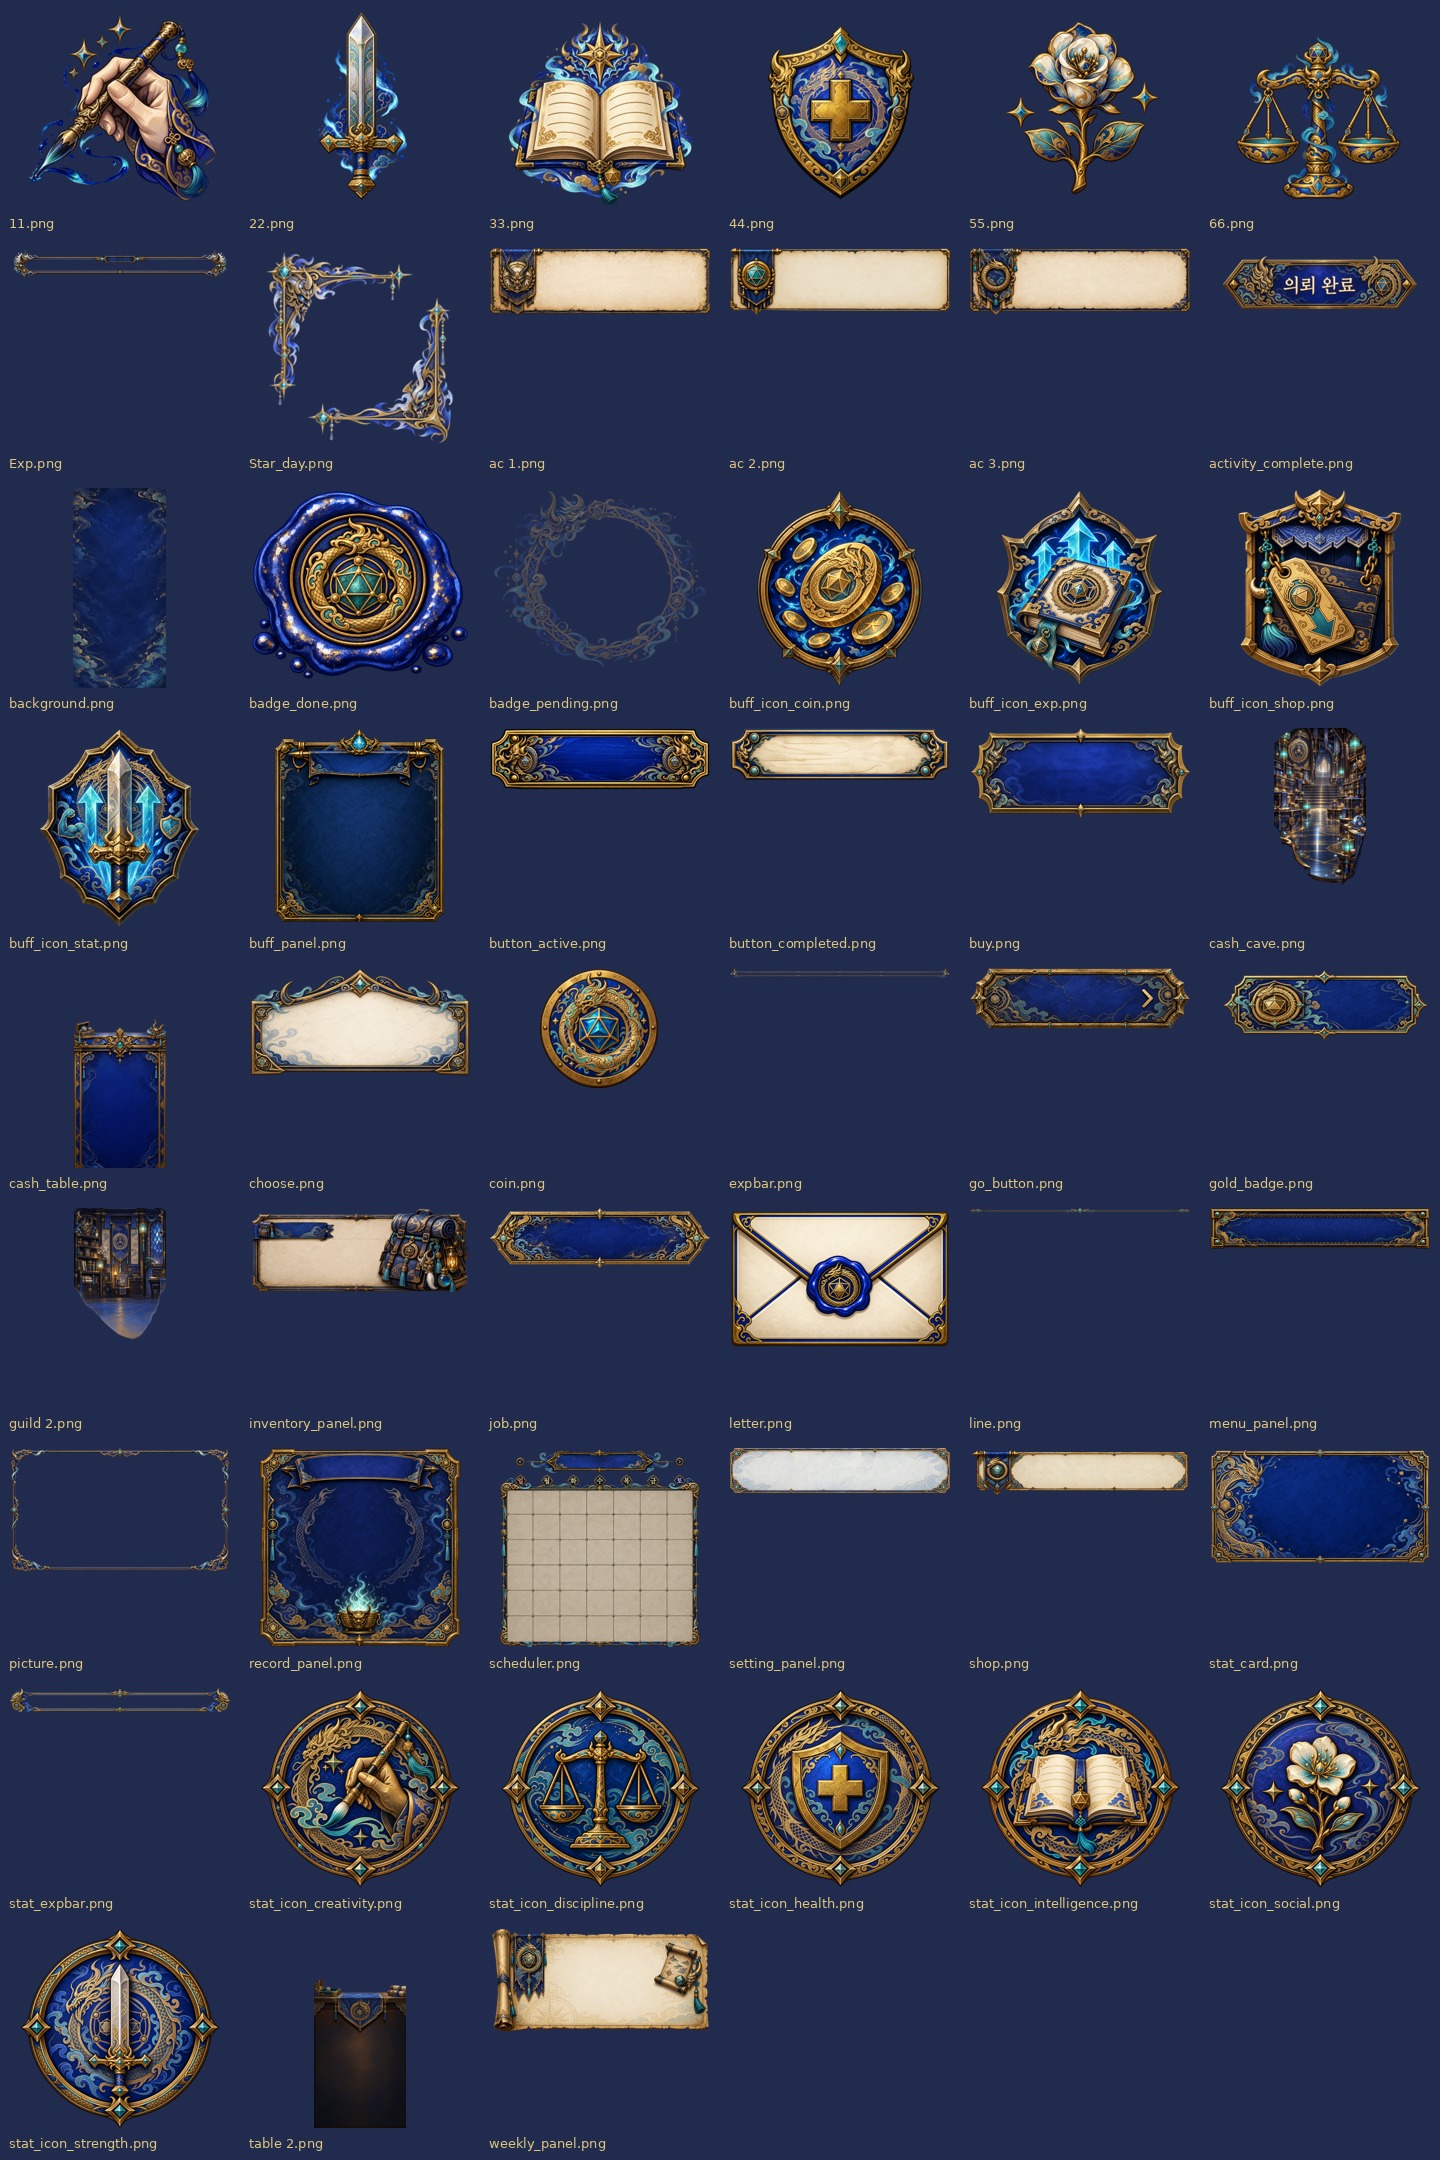 11.png
22.png
33.png
44.png
55.png
66.png
의뢰 완료
Exp.png
Star_day.png
ac 1.png
ac 2.png
ac 3.png
activity_complete.png
background.png
badge_done.png
badge_pending.png
buff_icon_coin.png
buff_icon_exp.png
buff_icon_shop.png
buff_icon_stat.png
buff_panel.png
button_active.png
button_completed.png
buy.png
cash_cave.png
cash_table.png
choose.png
coin.png
expbar.png
go_button.png
gold_badge.png
guild 2.png
inventory_panel.png
job.png
letter.png
line.png
menu_panel.png
picture.png
record_panel.png
scheduler.png
setting_panel.png
shop.png
stat_card.png
stat_expbar.png
stat_icon_creativity.png
stat_icon_discipline.png
stat_icon_health.png
stat_icon_intelligence.png
stat_icon_social.png
stat_icon_strength.png
table 2.png
weekly_panel.png